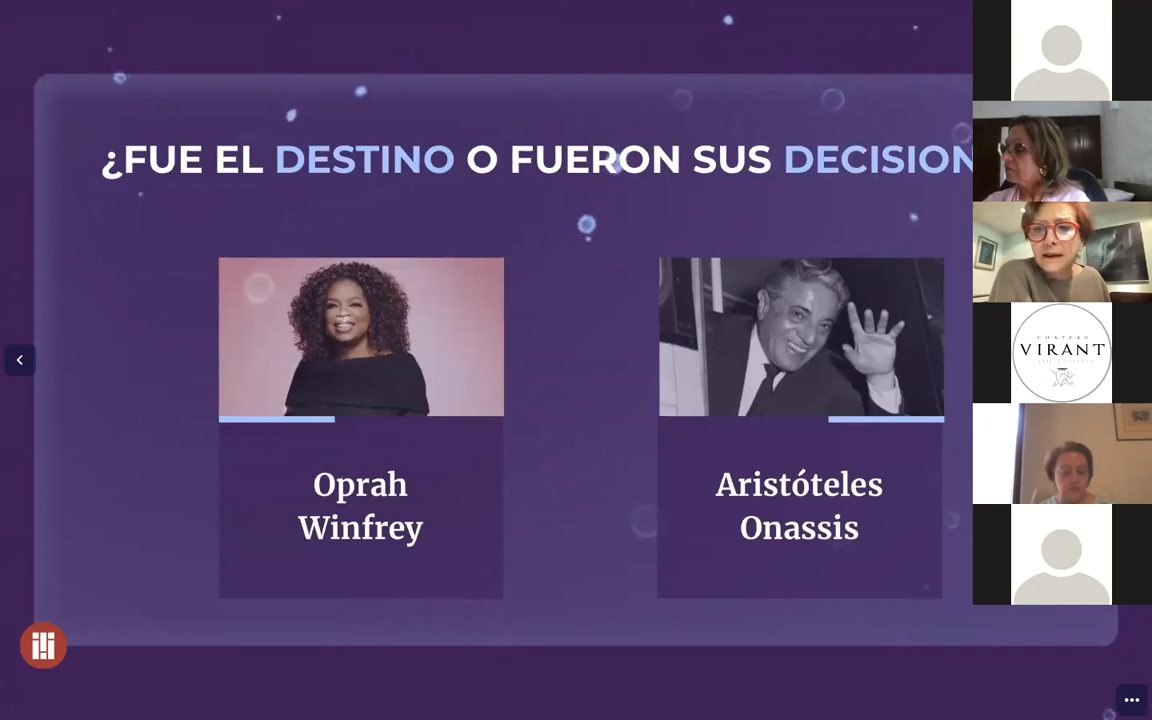 ¿FUE EL DESTINO O FUERON SUS DECISION
Oprah
Winfrey
Aristóteles
Onassis
CHATEAU
VIRANT